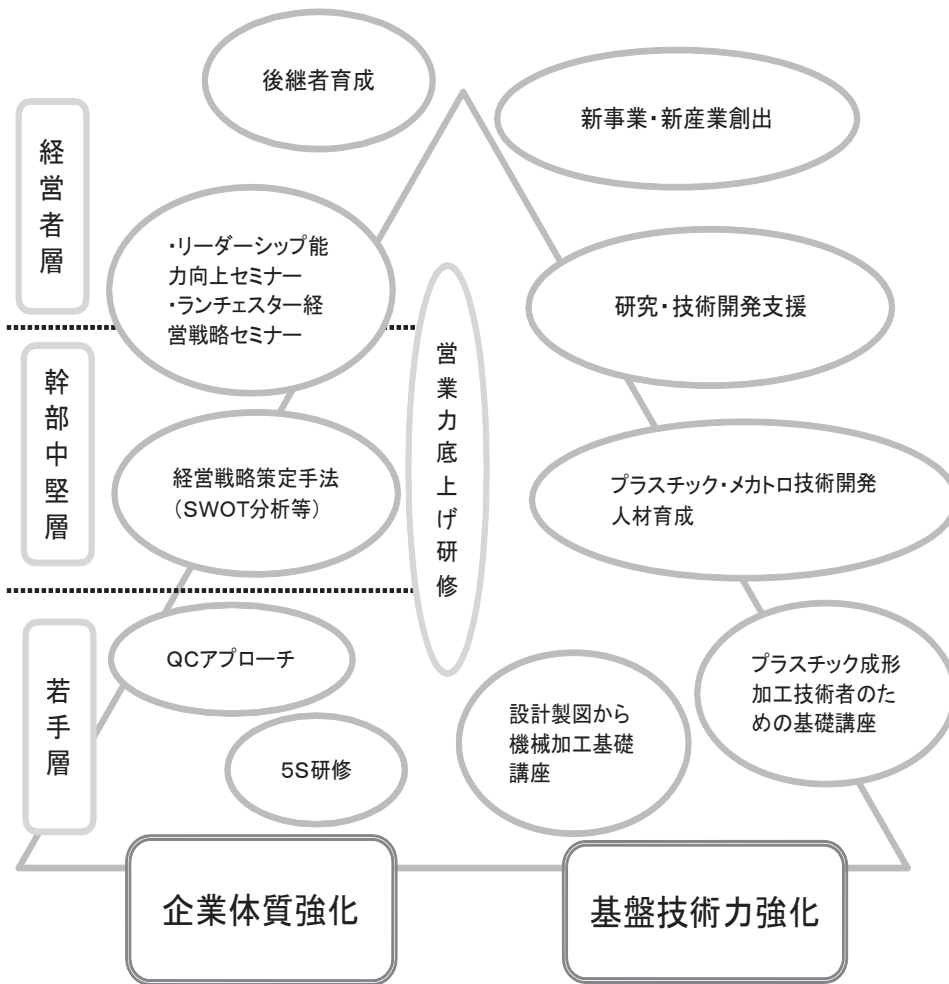 後継者育成
新事業・新産業創出
経営者層
・リーダーシップ能
力向上セミナー
・ランチェスター経
営戦略セミナー
研究・技術開発支援
営業力底上げ研修
幹部中堅層
経営戦略策定手法
（SWOT分析等）
プラスチック・メカトロ技術開発
人材育成
若手層
QCアプローチ
5S研修
設計製図から
機械加工基礎
講座
プラスチック成形
加工技術者のた
めの基礎講座
企業体質強化
基盤技術力強化